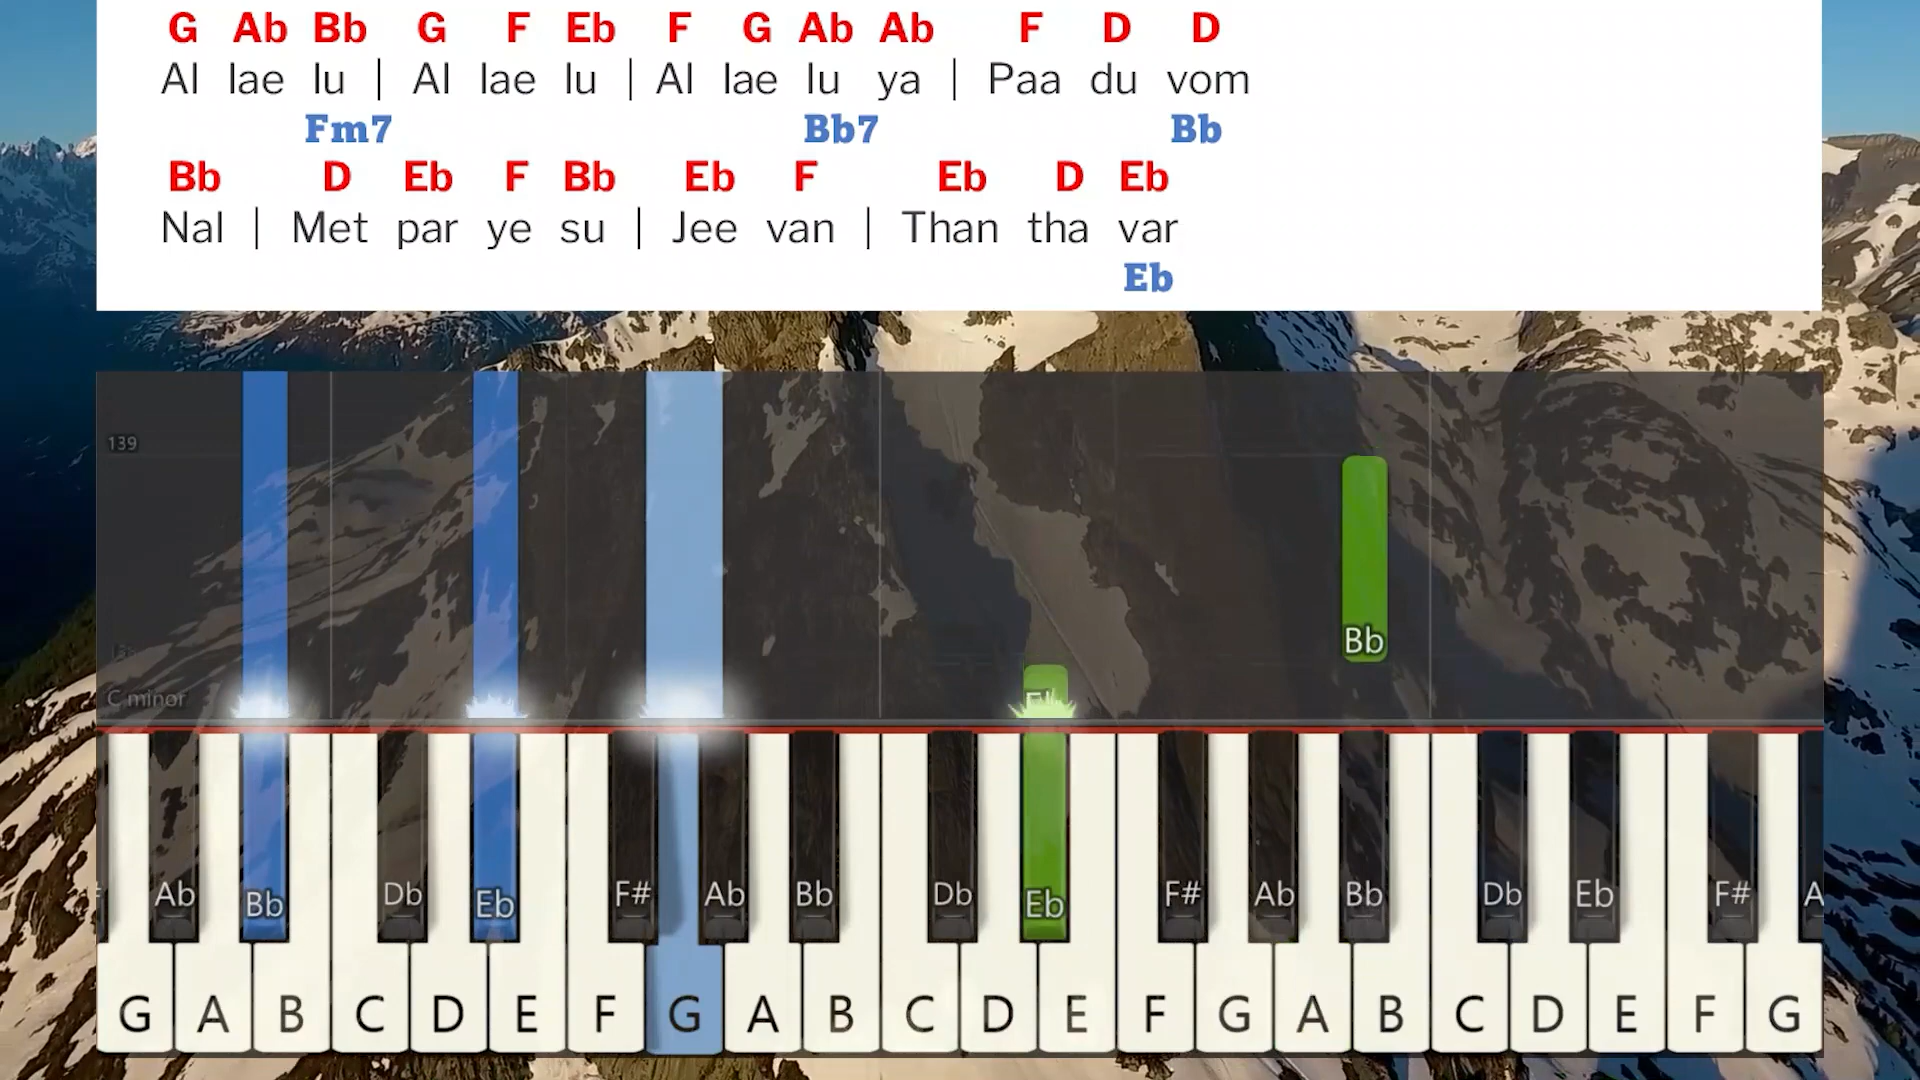 G Ab Bb G F Eb F G Ab Ab F D D
Al lae lu | Al lae lu | Al lae lu ya | Paa du vom
Fm7 Bb7 Bb
Bb D Eb F Bb Eb F Eb D Eb
Nal | Met par ye su | Jee van | Than tha var
Eb
139
Bb
C minor
Ab Bb Db Eb F# Ab Bb Db Eb F# Ab Bb Db Eb F# A
G A B C D E F G A B C D E F G A B C D E F G